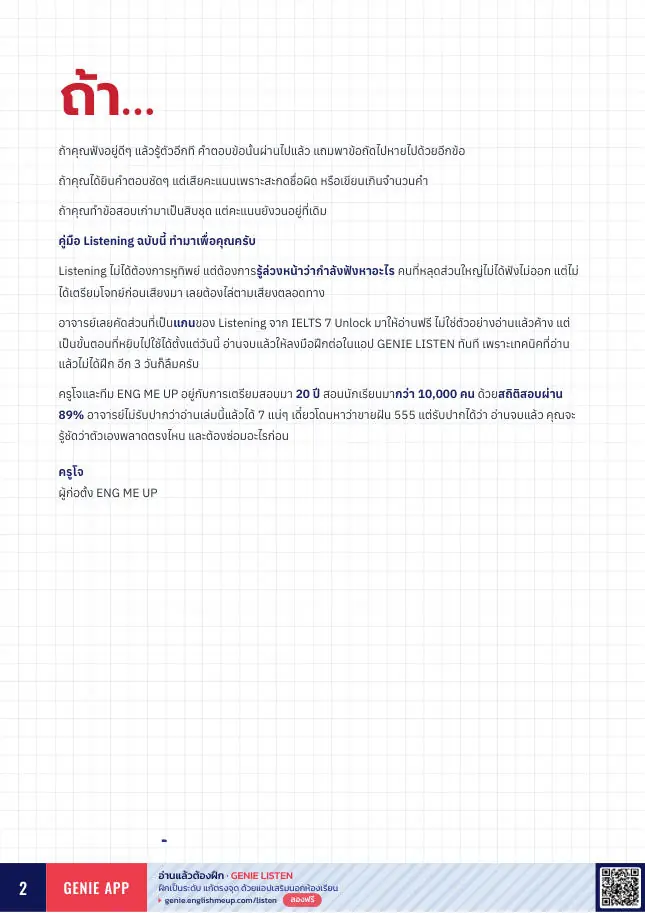 ถ้า...
ถ้าคุณฟังอยู่ดีๆ แล้วรู้ตัวอีกที คำตอบข้อนั้นผ่านไปแล้ว แถมพาข้อถัดไปหายไปด้วยอีกข้อ
ถ้าคุณได้ยินคำตอบชัดๆ แต่เสียคะแนนเพราะสะกดชื่อผิด หรือเขียนเกินจำนวนคำ
ถ้าคุณทำข้อสอบเก่ามาเป็นสิบชุด แต่คะแนนยังวนอยู่ที่เดิม
คู่มือ Listening ฉบับนี้ ทำมาเพื่อคุณครับ
Listening ไม่ได้ต้องการหูทิพย์ แต่ต้องการรู้ล่วงหน้าว่ากำลังฟังหาอะไร คนที่หลุดส่วนใหญ่ไม่ได้ฟังไม่ออก แต่ไม่
ได้เตรียมโจทย์ก่อนเสียงมา เลยต้องไล่ตามเสียงตลอดทาง
อาจารย์เลยคัดส่วนที่เป็นแกนของ Listening จาก IELTS 7 Unlock มาให้อ่านฟรี ไม่ใช่ตัวอย่างอ่านแล้วค้าง แต่
เป็นขั้นตอนที่หยิบไปใช้ได้ตั้งแต่วันนี้ อ่านจบแล้วให้ลงมือฝึกต่อในแอป GENIE LISTEN ทันที เพราะเทคนิคที่อ่าน
แล้วไม่ได้ฝึก อีก 3 วันก็ลืมครับ
ครูโจและทีม ENG ME UP อยู่กับการเตรียมสอบมา 20 ปี สอนนักเรียนมากว่า 10,000 คน ด้วยสถิติสอบผ่าน
89% อาจารย์ไม่รับปากว่าอ่านเล่มนี้แล้วได้ 7 แน่ๆ เดี๋ยวโดนหาว่าขายฝัน 555 แต่รับปากได้ว่า อ่านจบแล้ว คุณจะ
รู้ชัดว่าตัวเองพลาดตรงไหน และต้องซ่อมอะไรก่อน
ครูโจ
ผู้ก่อตั้ง ENG ME UP
2
GENIE APP
อ่านแล้วต้องฝึก · GENIE LISTEN
ฝึกเป็นระดับ แก้ตรงจุด ด้วยแอปเสริมนอกห้องเรียน
genie.englishmeup.com/listen ลองฟรี